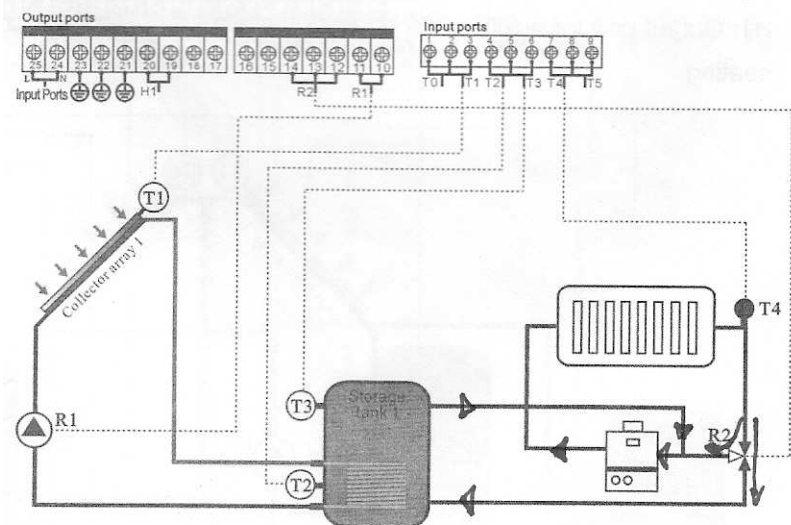 Output ports
Input ports
1 2 3 4 5 6 7 8 9
25 24 23 22 21 20 19 18 17
16 15 14 13 12 11 10
L N
Input Ports
H1
R2
R1
T0 T1 T2 T3 T4 T5
T1
Collector array 1
T4
R1
T3
Storage
tank 1
R2
T2